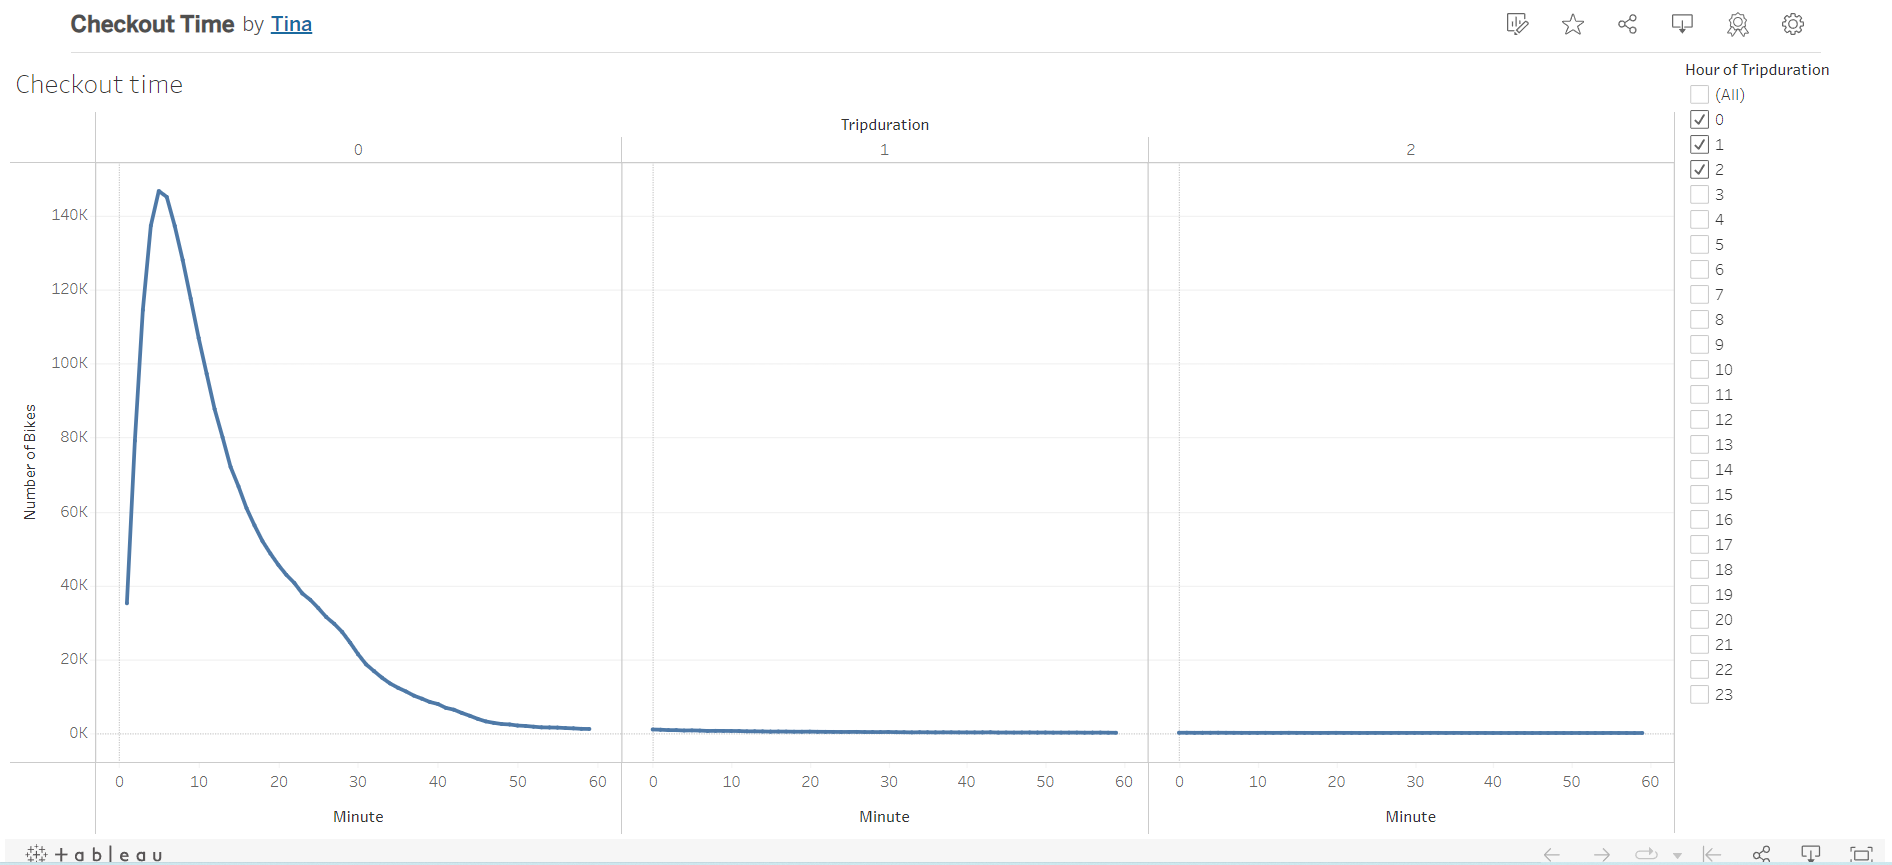 Checkout Time by Tina
Checkout time
Hour of Tripduration
(All)
0
1
2
3
4
5
6
7
8
9
10
11
12
13
14
15
16
17
18
19
20
21
22
23
Tripduration
0 1 2
Number of Bikes
140K
120K
100K
80K
60K
40K
20K
0K
0 10 20 30 40 50 60 0 10 20 30 40 50 60 0 10 20 30 40 50 60
Minute Minute Minute
+ a b l e a u